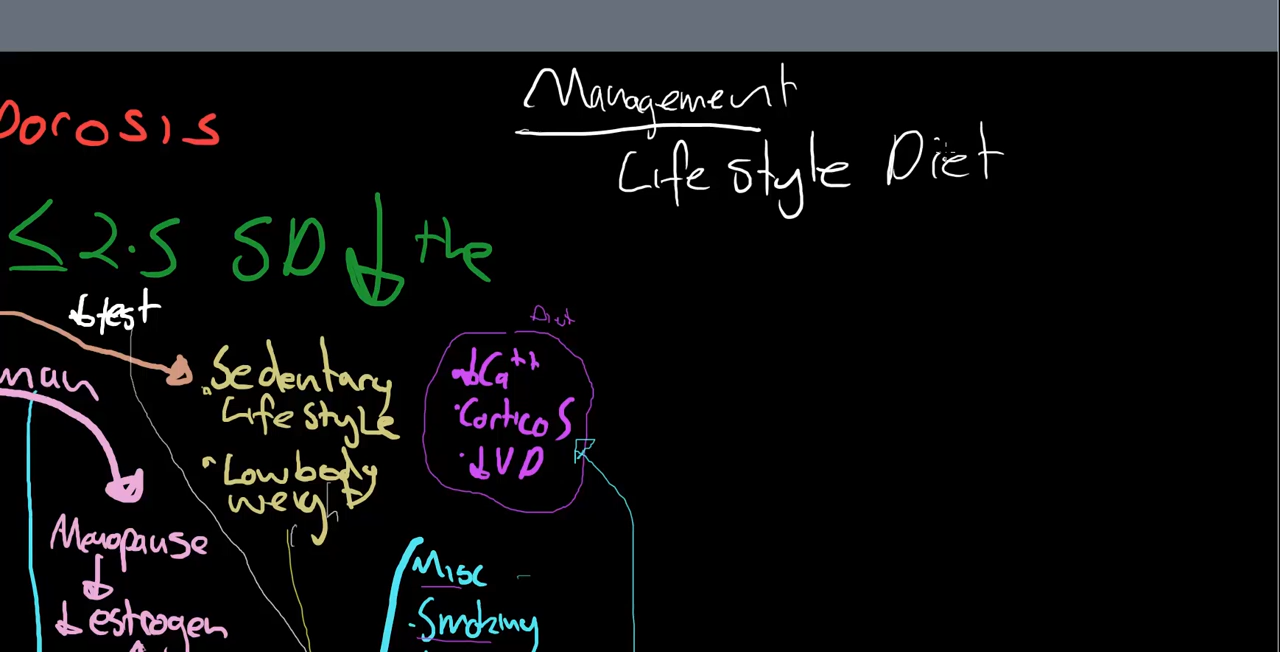 Management
Life style Diet
orosis
≤ 2.5 SD ↓ the
↓ test
Diet
man
. Sedentary
Life style
. Low body
weight
↓ Ca++
. Cortico S
. ↓ VD
Menopause
↓
↓ estrogen
Misc
. Smoking